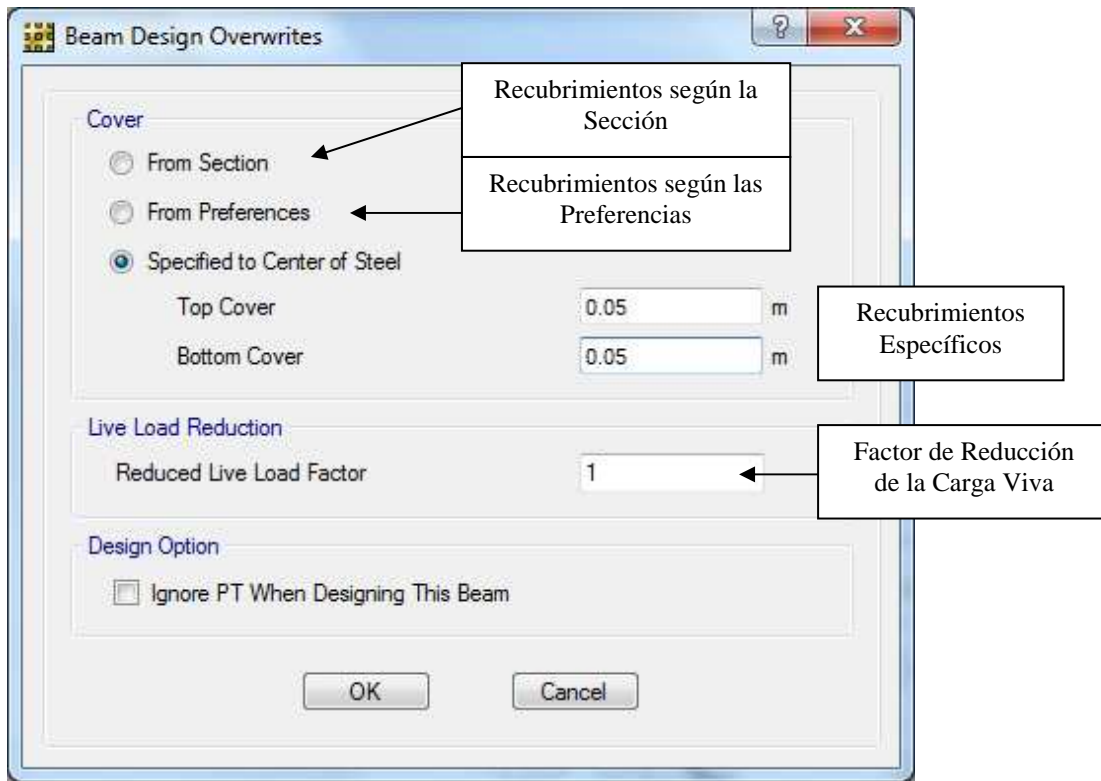 Beam Design Overwrites
?
X
Recubrimientos según la
Sección
Cover
From Section
Recubrimientos según las
Preferencias
From Preferences
Specified to Center of Steel
Top Cover 0.05 m
Recubrimientos
Específicos
Bottom Cover 0.05 m
Live Load Reduction
Reduced Live Load Factor 1
Factor de Reducción
de la Carga Viva
Design Option
Ignore PT When Designing This Beam
OK Cancel